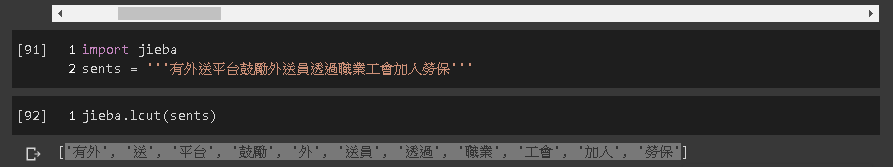 [91] 1 import jieba
2 sents = '''有外送平台鼓勵外送員透過職業工會加入勞保'''
[92] 1 jieba.lcut(sents)
['有外', '送', '平台', '鼓勵', '外', '送員', '透過', '職業', '工會', '加入', '勞保']